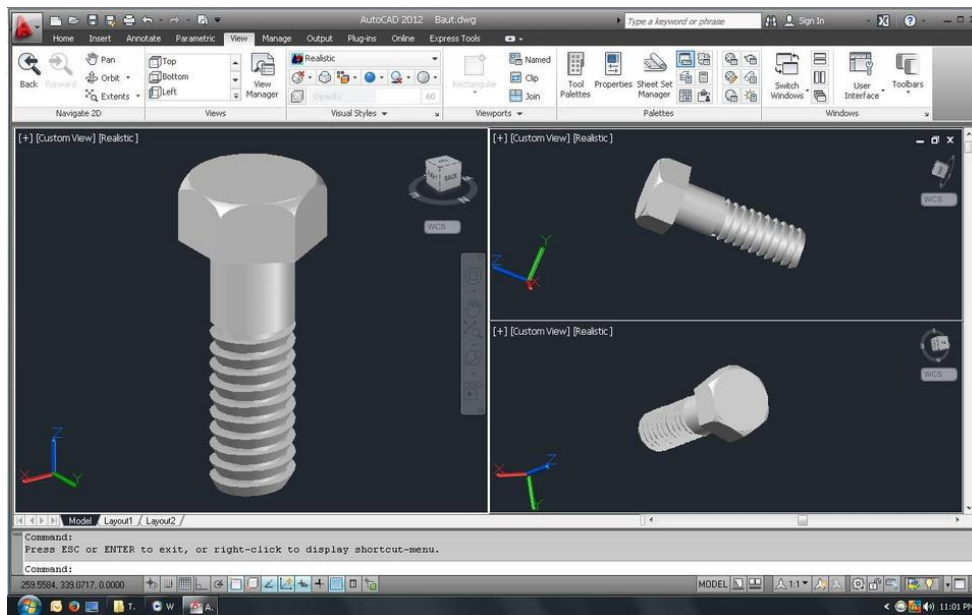 AutoCAD 2012 Baut.dwg
Type a keyword or phrase
Sign In
Home Insert Annotate Parametric View Manage Output Plug-ins Online Express Tools
Back
Forward
Pan
Orbit
Extents
Navigate 2D
Top
Bottom
Left
View Manager
Views
Realistic
Opacity 60
Visual Styles
Rectangular
Named
Clip
Join
Viewports
Tool Palettes
Properties
Sheet Set Manager
Palettes
Switch Windows
User Interface
Toolbars
Windows
[+] [Custom View] [Realistic]
BACK
WCS
Z
X
Y
[+] [Custom View] [Realistic]
WCS
Z
Y
X
[+] [Custom View] [Realistic]
WCS
X
Z
Y
Model Layout1 Layout2
Command:
Press ESC or ENTER to exit, or right-click to display shortcut-menu.
Command:
259.5584, 339.0717, 0.0000
MODEL
1:1
T.
W
A.
11:03 PM